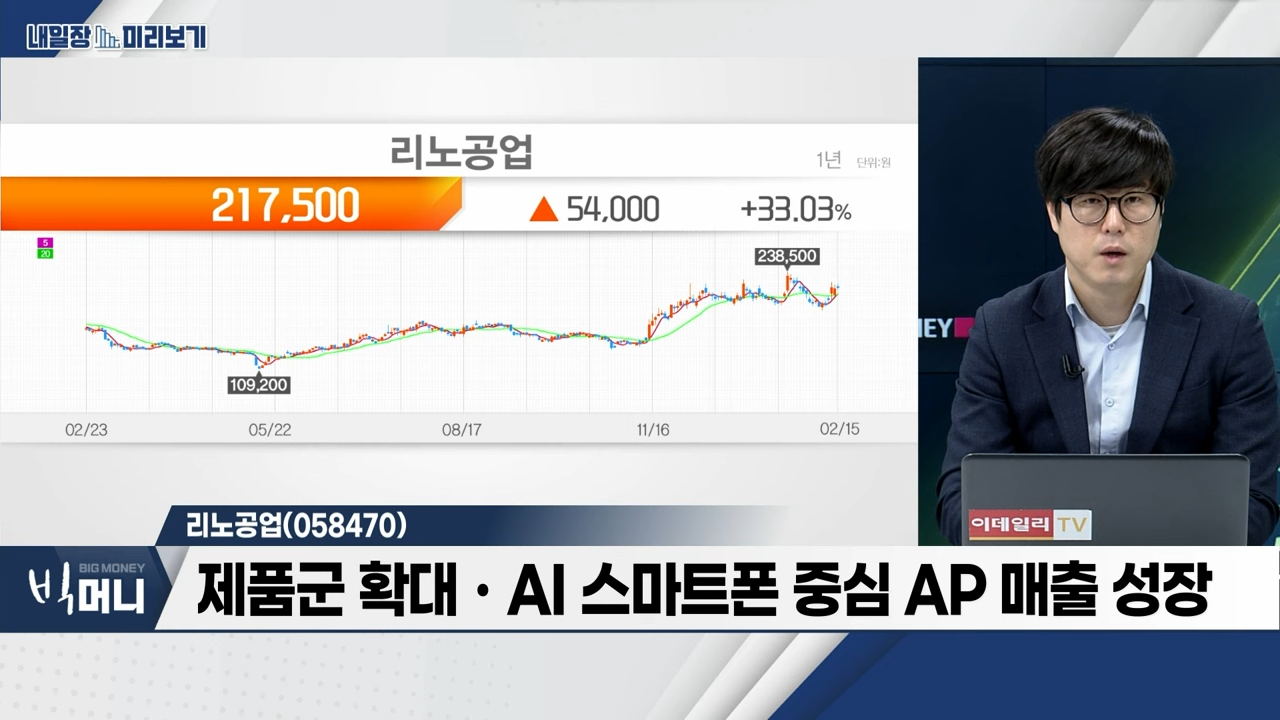 내일장 미리보기
리노공업
1년 단위:원
217,500 ▲ 54,000 +33.03%
5
20
238,500
109,200
02/23 05/22 08/17 11/16 02/15
NEY
이데일리 TV
리노공업(058470)
BIG MONEY
빅머니
제품군 확대 · AI 스마트폰 중심 AP 매출 성장